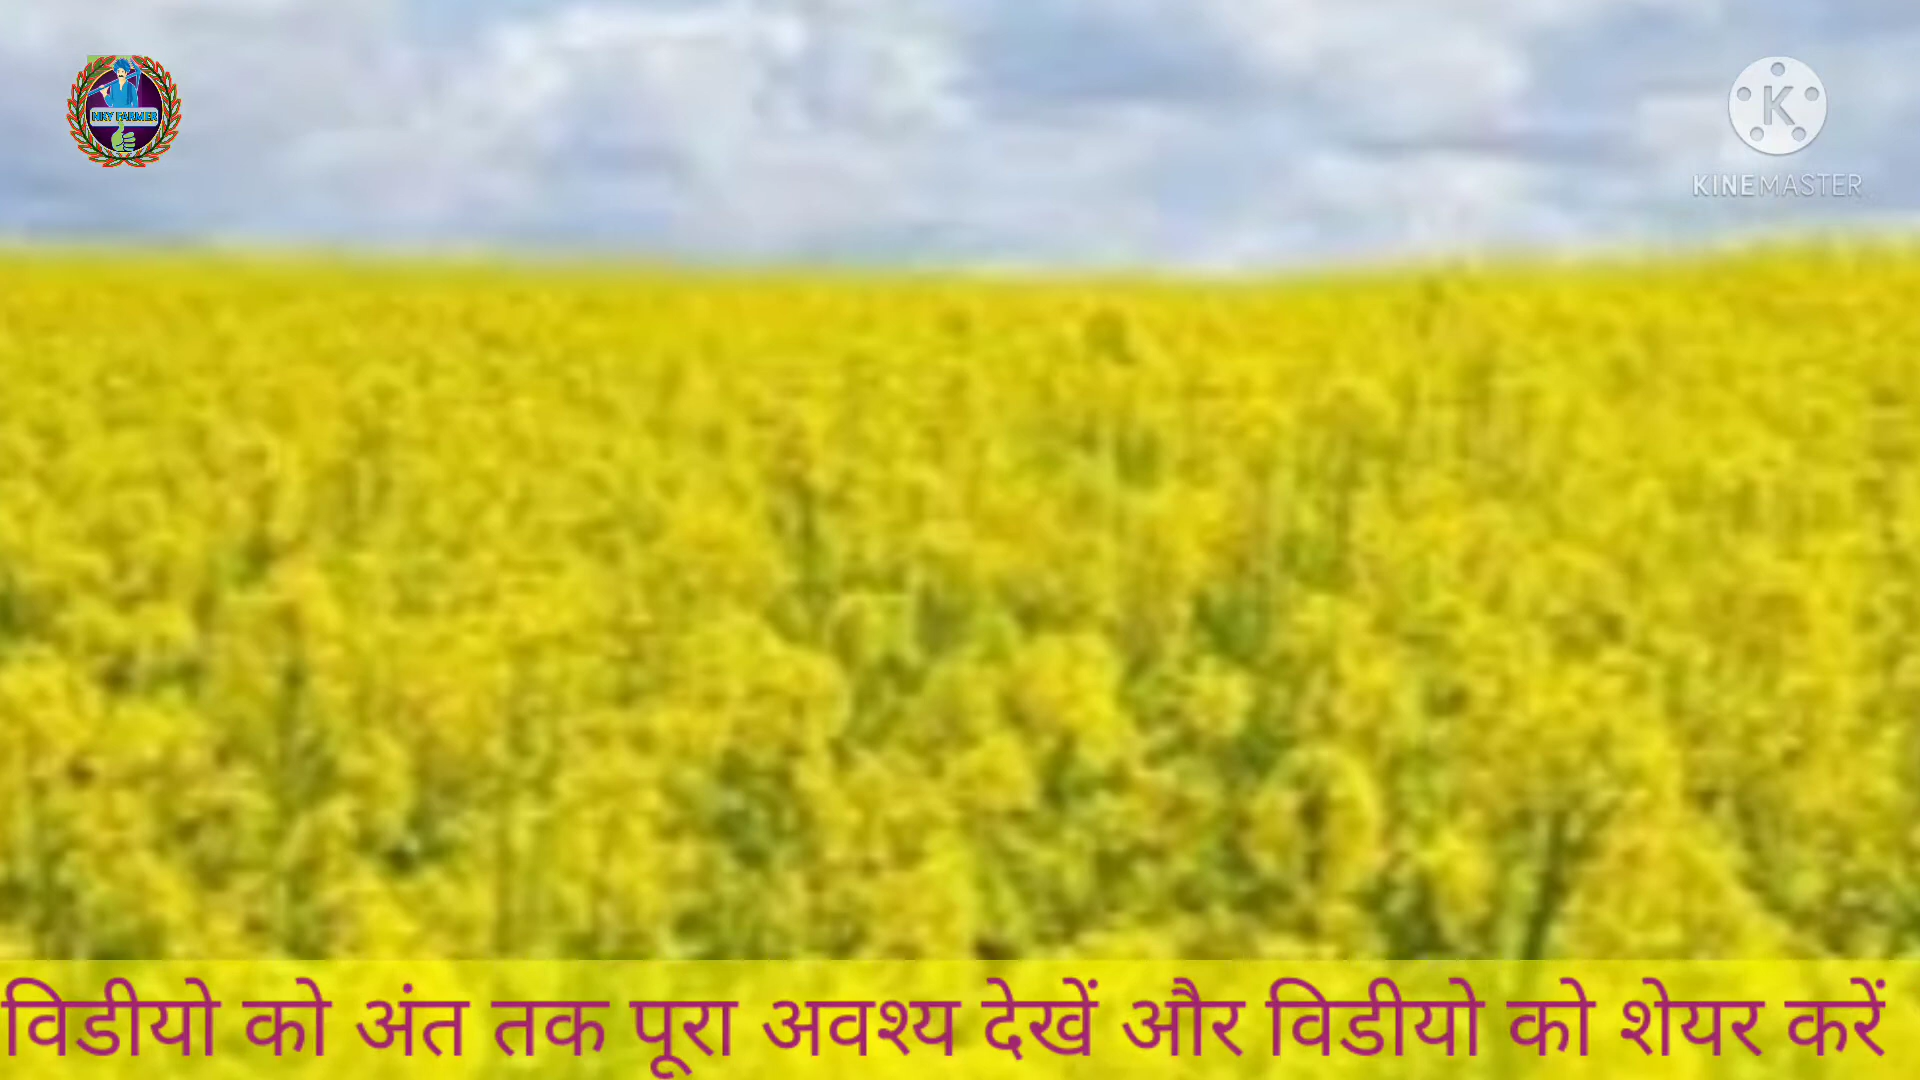 NKY FARMER
K
KINEMASTER
विडीयो को अंत तक पूरा अवश्य देखें और विडीयो को शेयर करें